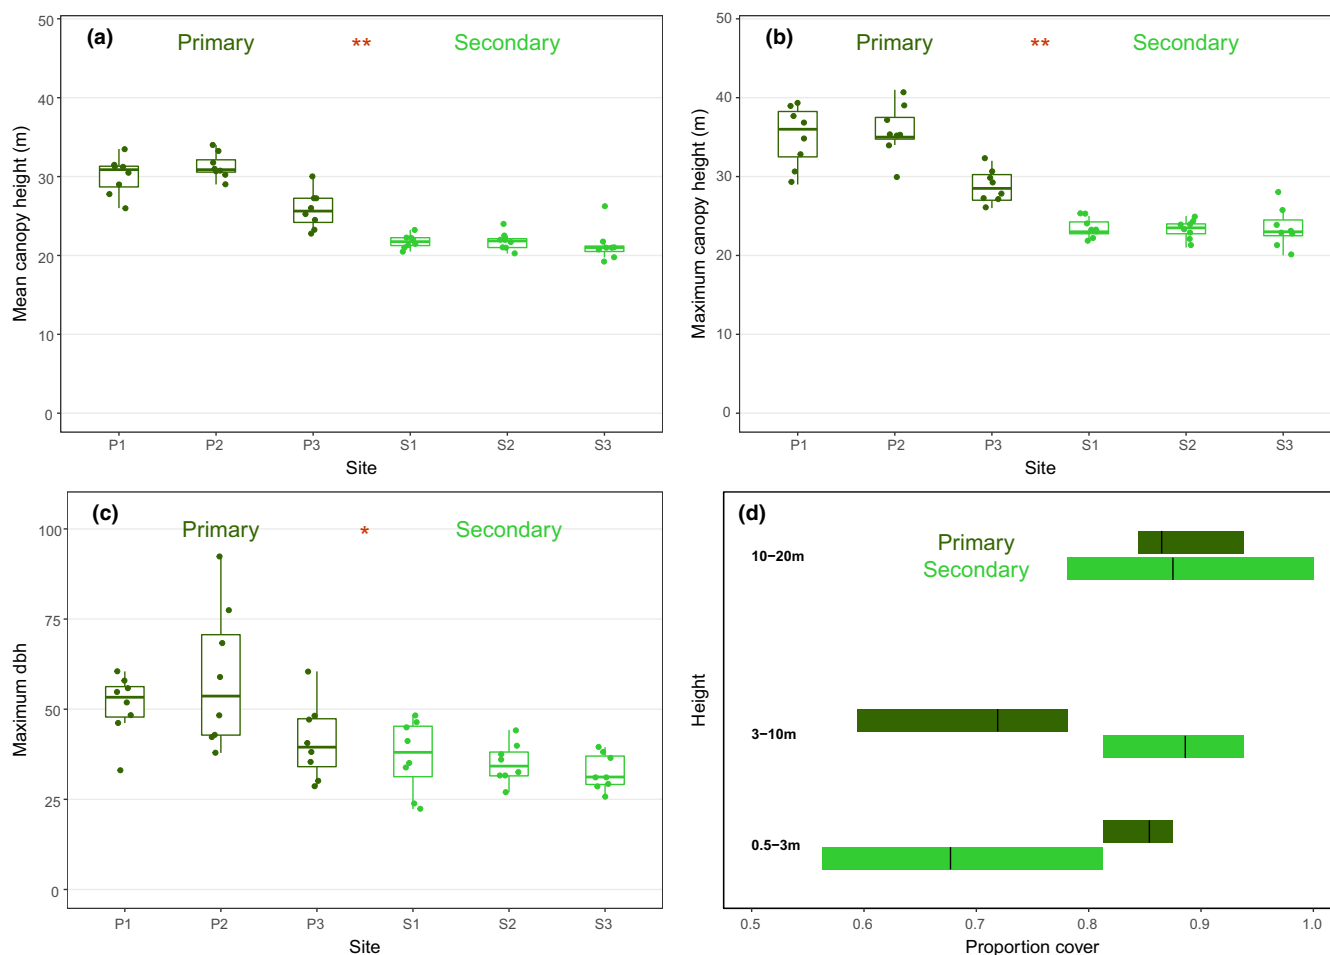 (a)
Primary
**
Secondary
Mean canopy height (m)
50
40
30
20
10
0
P1 P2 P3 S1 S2 S3
Site
(b)
Primary
**
Secondary
Maximum canopy height (m)
50
40
30
20
10
0
P1 P2 P3 S1 S2 S3
Site
(c)
Primary
*
Secondary
Maximum dbh
100
75
50
25
0
P1 P2 P3 S1 S2 S3
Site
(d)
Primary
Secondary
Height
10−20m
3−10m
0.5−3m
0.5 0.6 0.7 0.8 0.9 1.0
Proportion cover